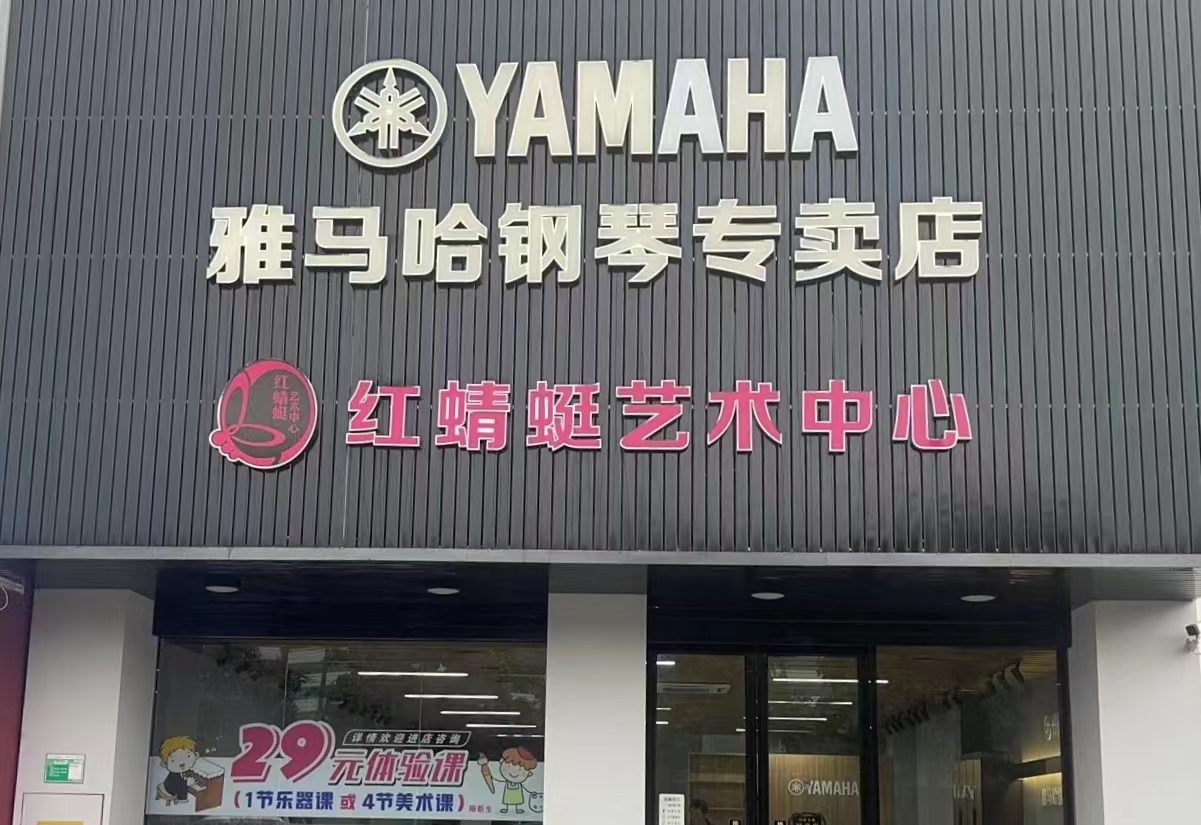 YAMAHA
雅马哈钢琴专卖店
红蜻蜓
艺术中心
红蜻蜓艺术中心
详情欢迎进店咨询
29元体验课
(1节乐器课 或 4节美术课)
YAMAHA